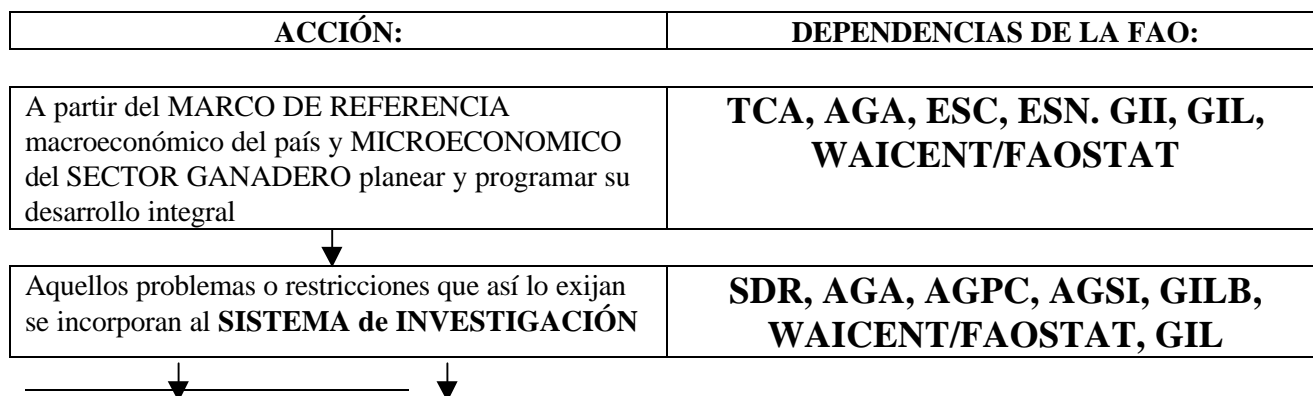 ACCIÓN:
DEPENDENCIAS DE LA FAO:
A partir del MARCO DE REFERENCIA
macroeconómico del país y MICROECONOMICO
del SECTOR GANADERO planear y programar su
desarrollo integral
TCA, AGA, ESC, ESN. GII, GIL,
WAICENT/FAOSTAT
Aquellos problemas o restricciones que así lo exijan
se incorporan al SISTEMA de INVESTIGACIÓN
SDR, AGA, AGPC, AGSI, GILB,
WAICENT/FAOSTAT, GIL